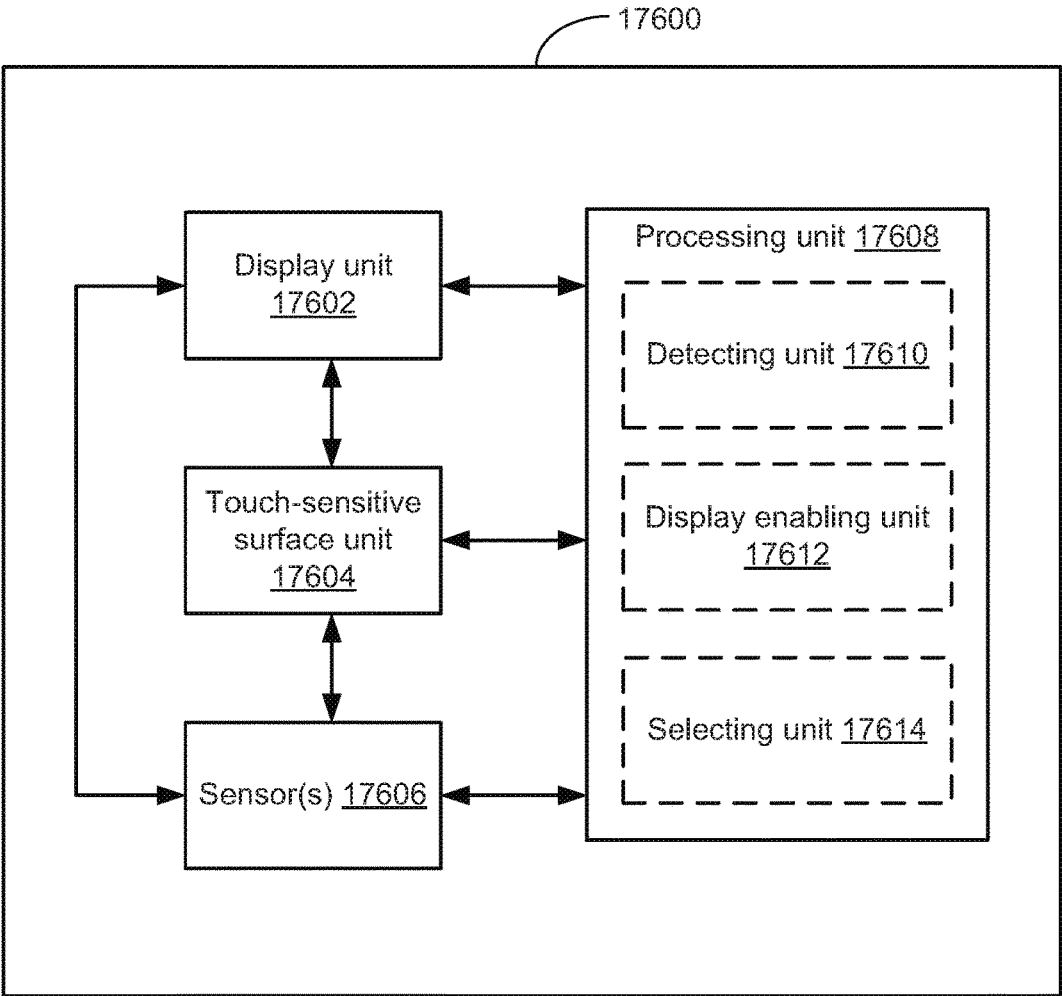 17600
Display unit
17602
Touch-sensitive
surface unit
17604
Sensor(s) 17606
Processing unit 17608
Detecting unit 17610
Display enabling unit
17612
Selecting unit 17614